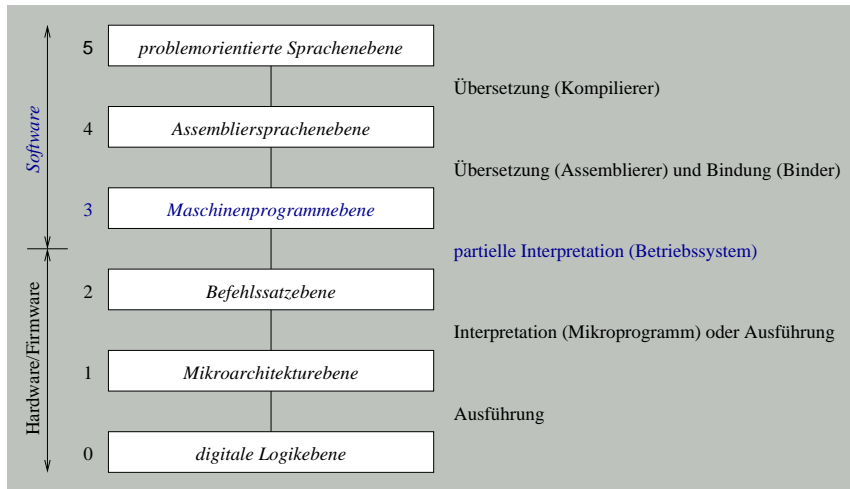 5 problemorientierte Sprachenebene
Übersetzung (Kompilierer)
4 Assembliersprachenebene
Übersetzung (Assemblierer) und Bindung (Binder)
Software
3 Maschinenprogrammebene
partielle Interpretation (Betriebssystem)
2 Befehlssatzebene
Interpretation (Mikroprogramm) oder Ausführung
Hardware/Firmware
1 Mikroarchitekturebene
Ausführung
0 digitale Logikebene